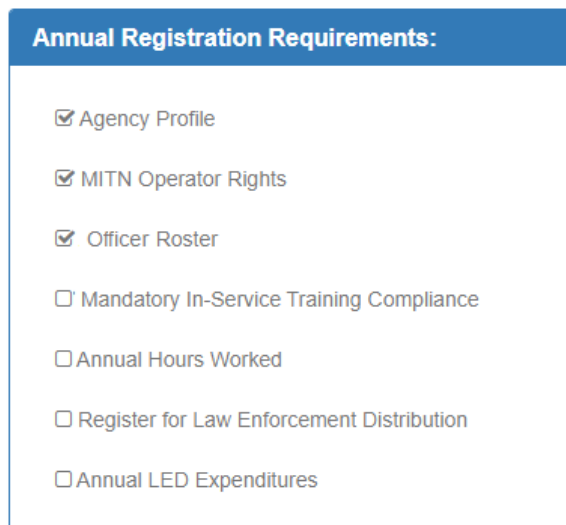 Annual Registration Requirements:
Agency Profile
MITN Operator Rights
Officer Roster
Mandatory In-Service Training Compliance
Annual Hours Worked
Register for Law Enforcement Distribution
Annual LED Expenditures